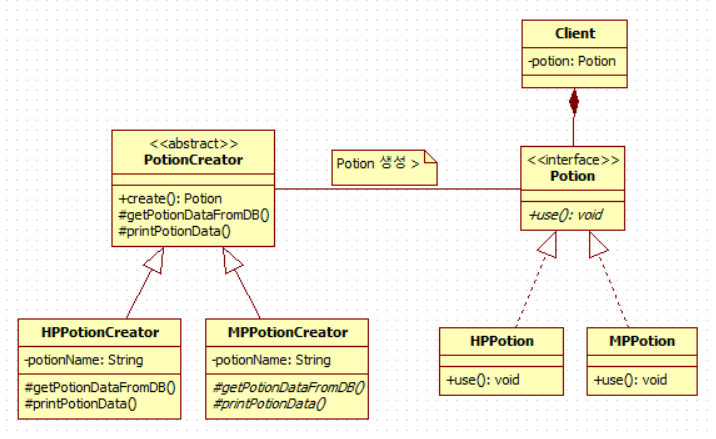 Client
-potion: Potion
<<abstract>>
PotionCreator
+create(): Potion
#getPotionDataFromDB()
#printPotionData()
Potion 생성 >
<<interface>>
Potion
+use(): void
HPPotionCreator
-potionName: String
#getPotionDataFromDB()
#printPotionData()
MPPotionCreator
-potionName: String
#getPotionDataFromDB()
#printPotionData()
HPPotion
+use(): void
MPPotion
+use(): void